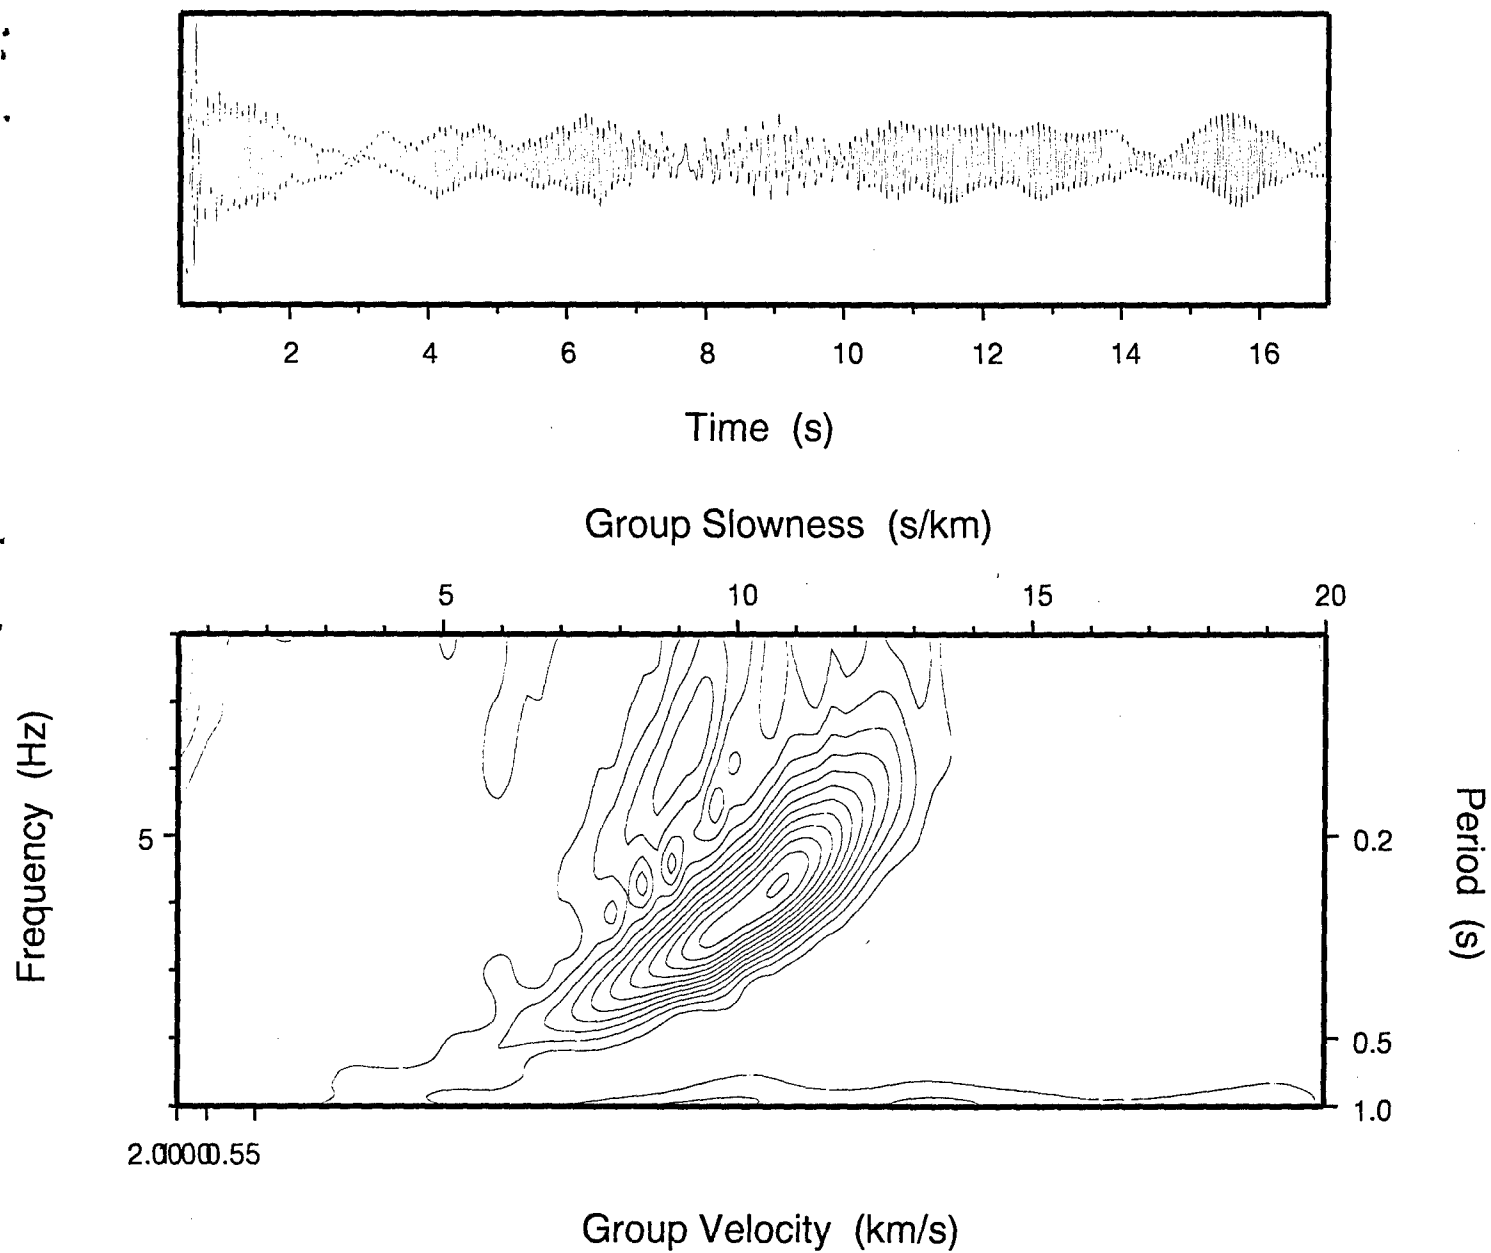 2 4 6 8 10 12 14 16
Time (s)
Group Slowness (s/km)
5 10 15 20
Frequency (Hz)
5
0.2
0.5
1.0
Period (s)
Group Velocity (km/s)